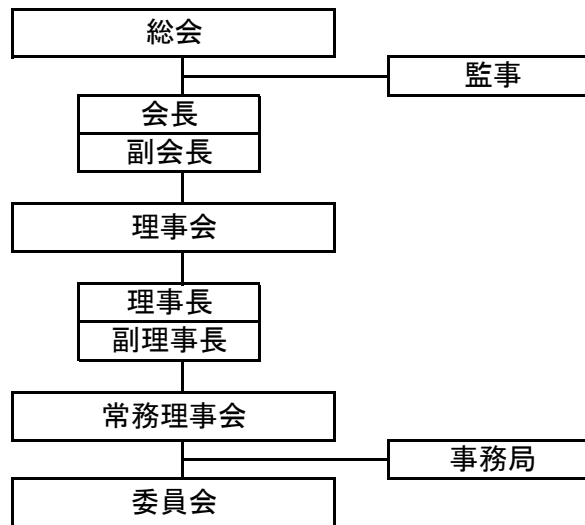 総会
監事
会長
副会長
理事会
理事長
副理事長
常務理事会
事務局
委員会